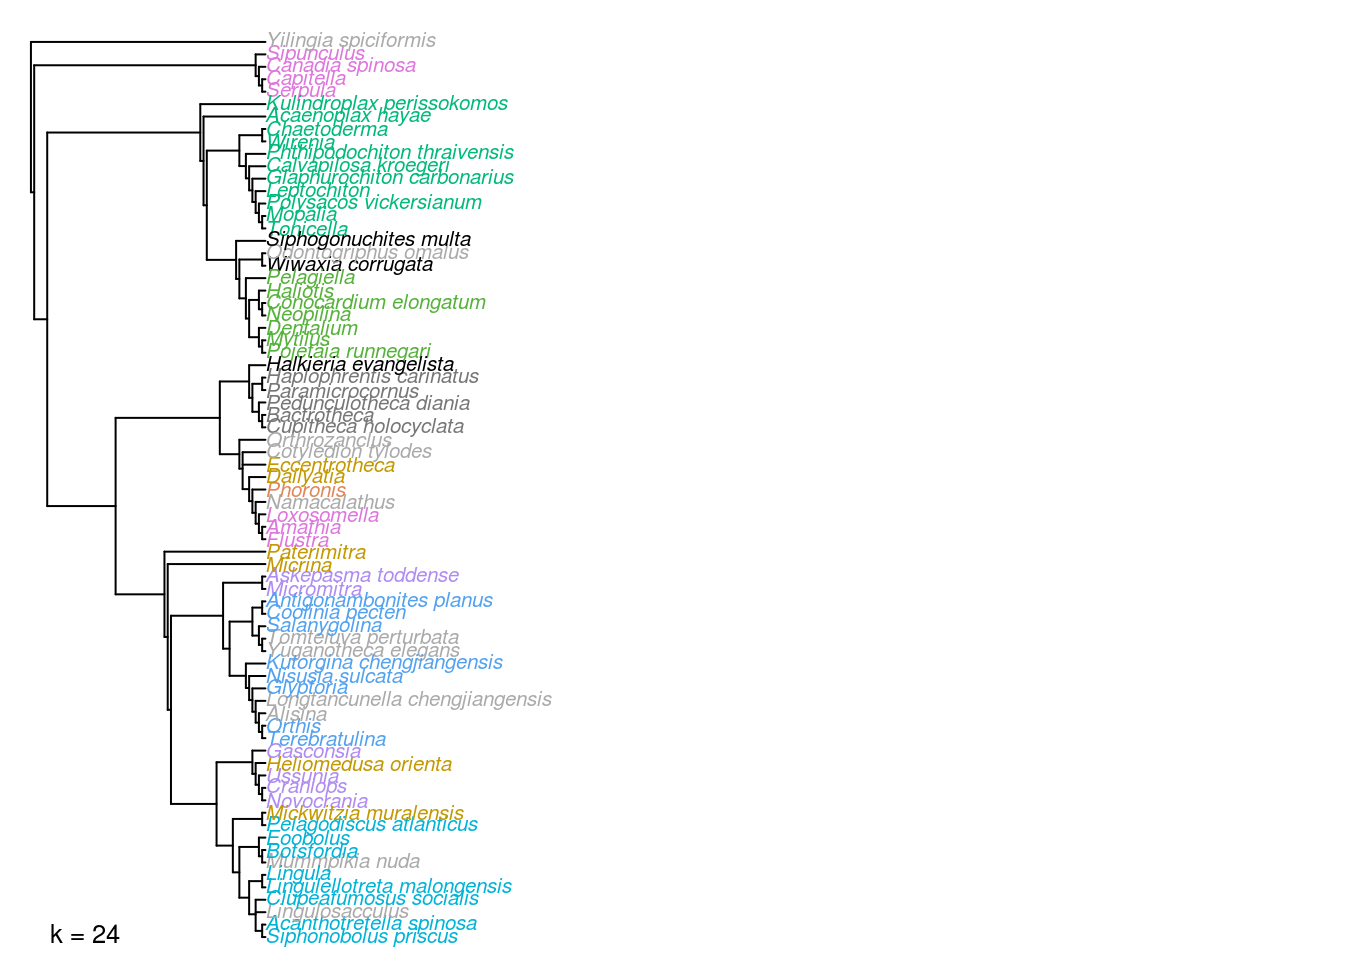 Yilingia spiciformis
Sipunculus
Canadia spinosa
Capitella
Serpula
Kulindroplax perissokomos
Acaenoplax hayae
Chaetoderma
Wirenia
Phthipodochiton thraivensis
Calvapilosa kroegeri
Glaphurochiton carbonarius
Leptochiton
Polysacos vickersianum
Mopalia
Tonicella
Siphogonuchites multa
Odontogriphus omalus
Wiwaxia corrugata
Pelagiella
Haliotis
Conocardium elongatum
Neopilina
Dentalium
Mytilus
Pojetaia runnegari
Halkieria evangelista
Haplophrentis carinatus
Paramicrocornus
Pedunculotheca diania
Bactrotheca
Cupitheca holocyclata
Orthrozanclus
Cotyledion tylodes
Eccentrotheca
Dailyatia
Phoronis
Namacalathus
Loxosomella
Amathia
Flustra
Paterimitra
Micrina
Askepasma toddense
Micromitra
Antigonambonites planus
Coolinia pecten
Salanygolina
Tomteluva perturbata
Yuganotheca elegans
Kutorgina chengjiangensis
Nisusia sulcata
Glyptoria
Longtancunella chengjiangensis
Alisina
Orthis
Terebratulina
Gasconsia
Heliomedusa orienta
Ussunia
Craniops
Novocrania
Mickwitzia muralensis
Pelagodiscus atlanticus
Eoobolus
Botsfordia
Mummpikia nuda
Lingula
Lingulellotreta malongensis
Clupeafumosus socialis
Lingulosacculus
Acanthotretella spinosa
Siphonobolus priscus
k = 24